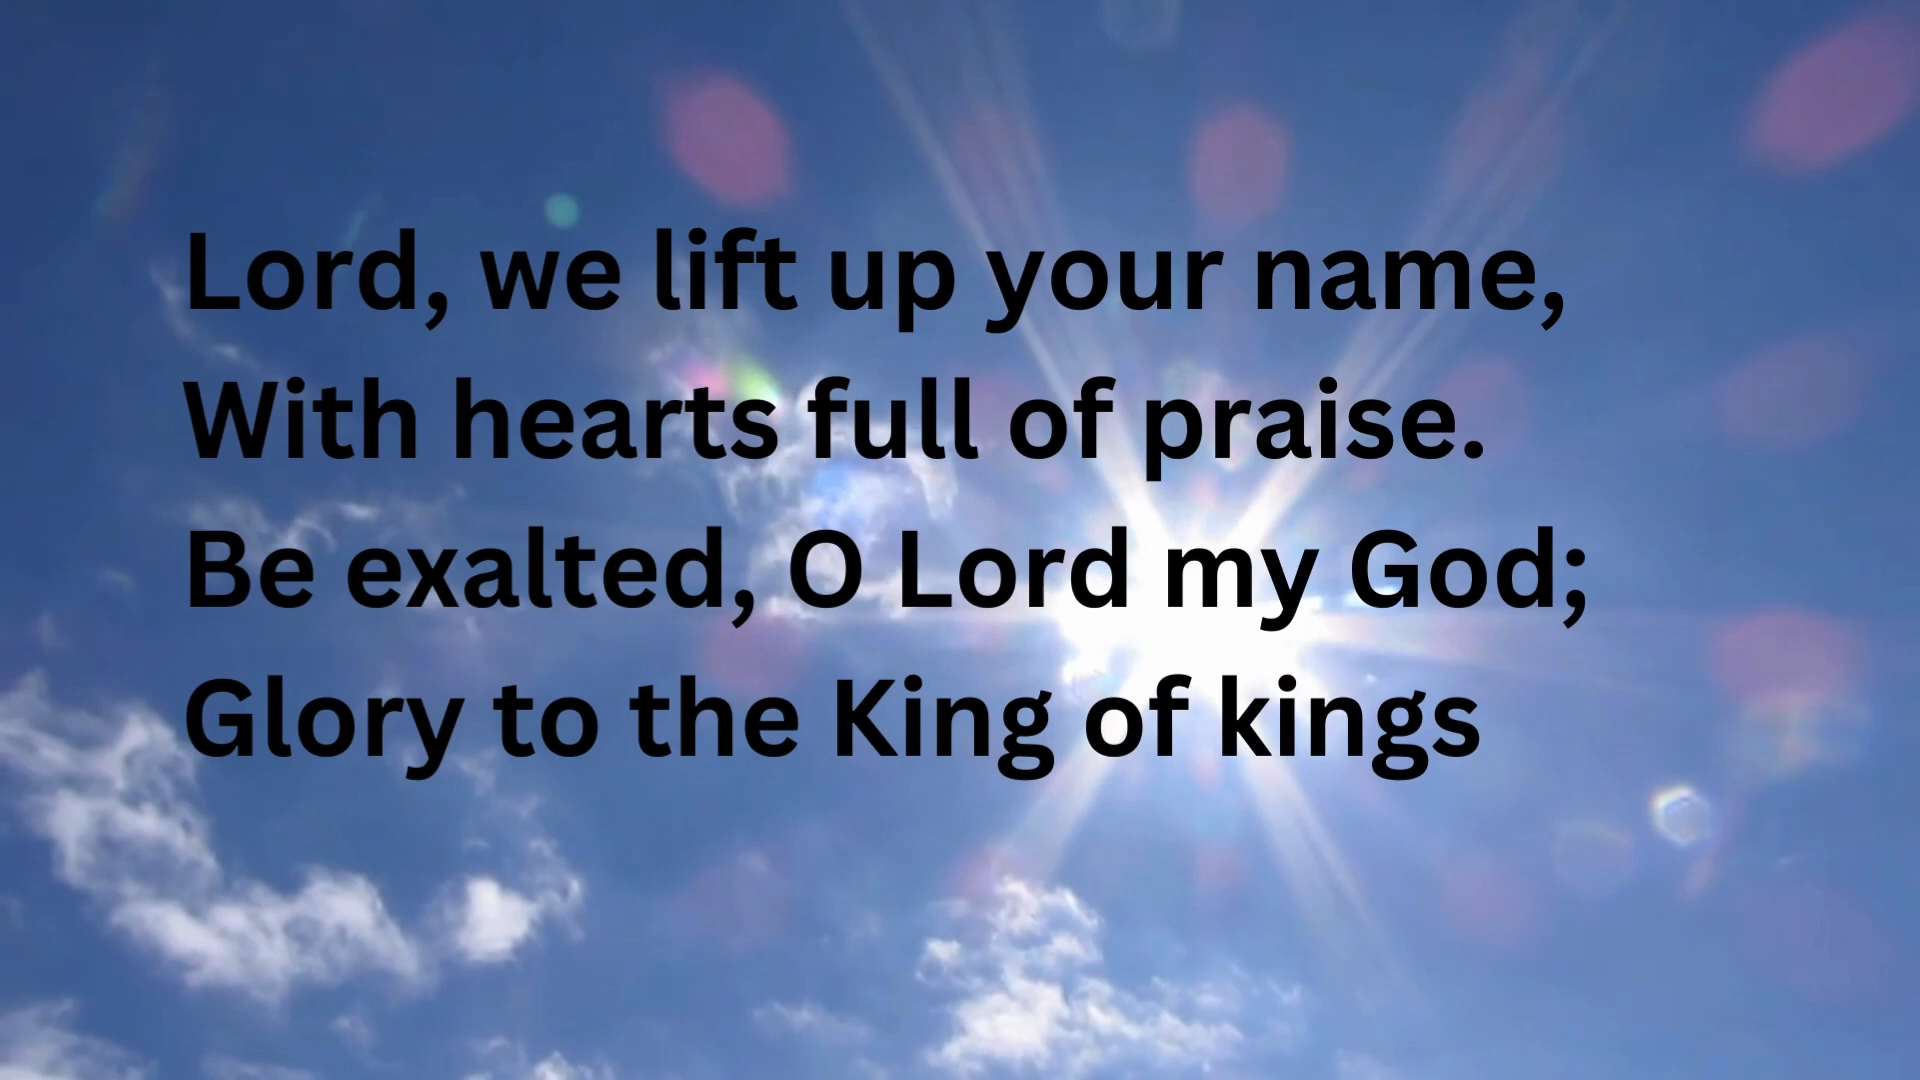 Lord, we lift up your name,
With hearts full of praise.
Be exalted, O Lord my God;
Glory to the King of kings